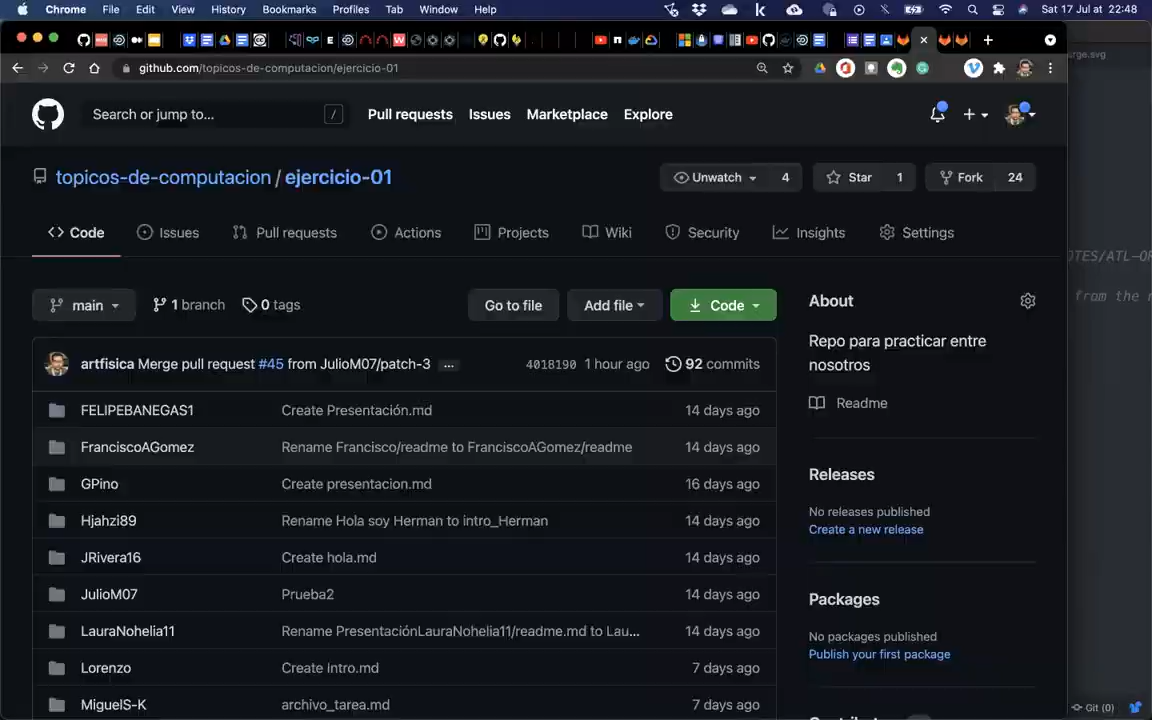 Chrome File Edit View History Bookmarks Profiles Tab Window Help Sat 17 Jul at 22:48
github.com/topicos-de-computacion/ejercicio-01
Search or jump to... / Pull requests Issues Marketplace Explore
topicos-de-computacion / ejercicio-01 Unwatch 4 Star 1 Fork 24
Code Issues Pull requests Actions Projects Wiki Security Insights Settings
main 1 branch 0 tags Go to file Add file Code
artfisica Merge pull request #45 from JulioM07/patch-3 ... 4018190 1 hour ago 92 commits
FELIPEBANEGAS1 Create Presentación.md 14 days ago
FranciscoAGomez Rename Francisco/readme to FranciscoAGomez/readme 14 days ago
GPino Create presentacion.md 16 days ago
Hjahzi89 Rename Hola soy Herman to intro_Herman 14 days ago
JRivera16 Create hola.md 14 days ago
JulioM07 Prueba2 14 days ago
LauraNohelia11 Rename PresentaciónLauraNohelia11/readme.md to Lau... 14 days ago
Lorenzo Create intro.md 7 days ago
MiguelS-K archivo_tarea.md 7 days ago
About
Repo para practicar entre
nosotros
Readme
Releases
No releases published
Create a new release
Packages
No packages published
Publish your first package
from the
Git (0)